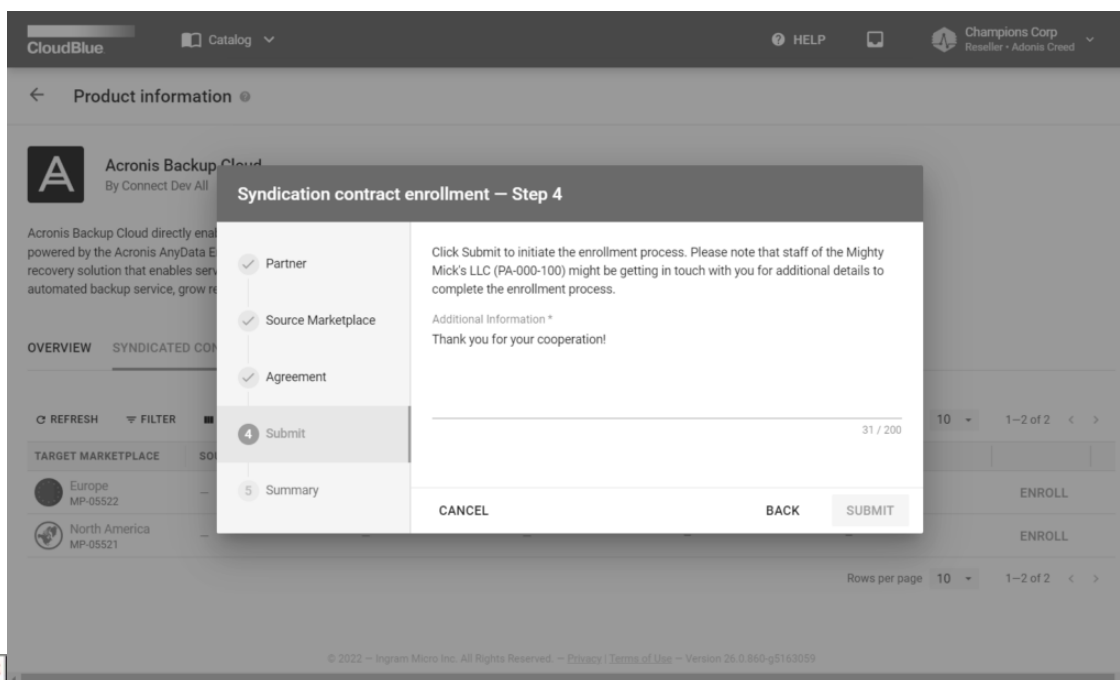 CloudBlue
Catalog
HELP
Champions Corp
Reseller • Adonis Creed
Product information
Acronis Backup Cloud
By Connect Dev All
Acronis Backup Cloud directly
powered by the Acronis AnyData
recovery solution that enables
automated backup service, grow
OVERVIEW SYNDICATED
REFRESH FILTER
10 1–2 of 2
TARGET MARKETPLACE
Europe
MP-05522
– ENROLL
North America
MP-05521
– – – – – ENROLL
Rows per page 10 1–2 of 2
© 2022 – Ingram Micro Inc. All Rights Reserved. – Privacy | Terms of Use – Version 26.0.860-g5163059
Syndication contract enrollment — Step 4
Partner
Source Marketplace
Agreement
4 Submit
5 Summary
Click Submit to initiate the enrollment process. Please note that staff of the Mighty
Mick's LLC (PA-000-100) might be getting in touch with you for additional details to
complete the enrollment process.
Additional Information *
Thank you for your cooperation!
31 / 200
CANCEL BACK SUBMIT